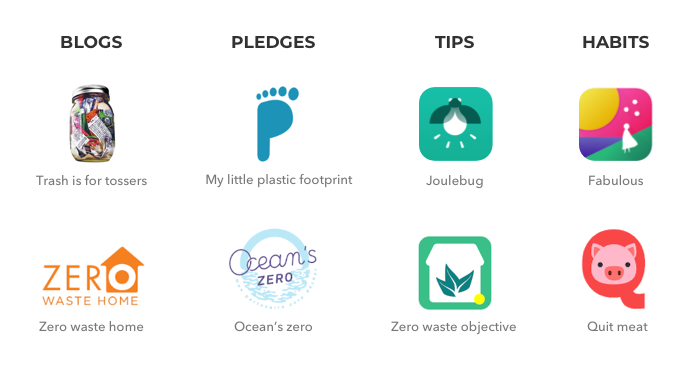 BLOGS PLEDGES TIPS HABITS
Trash is for tossers My little plastic footprint Joulebug Fabulous
ZERO
WASTE HOME
Ocean's
ZERO
Zero waste home Ocean's zero Zero waste objective Quit meat